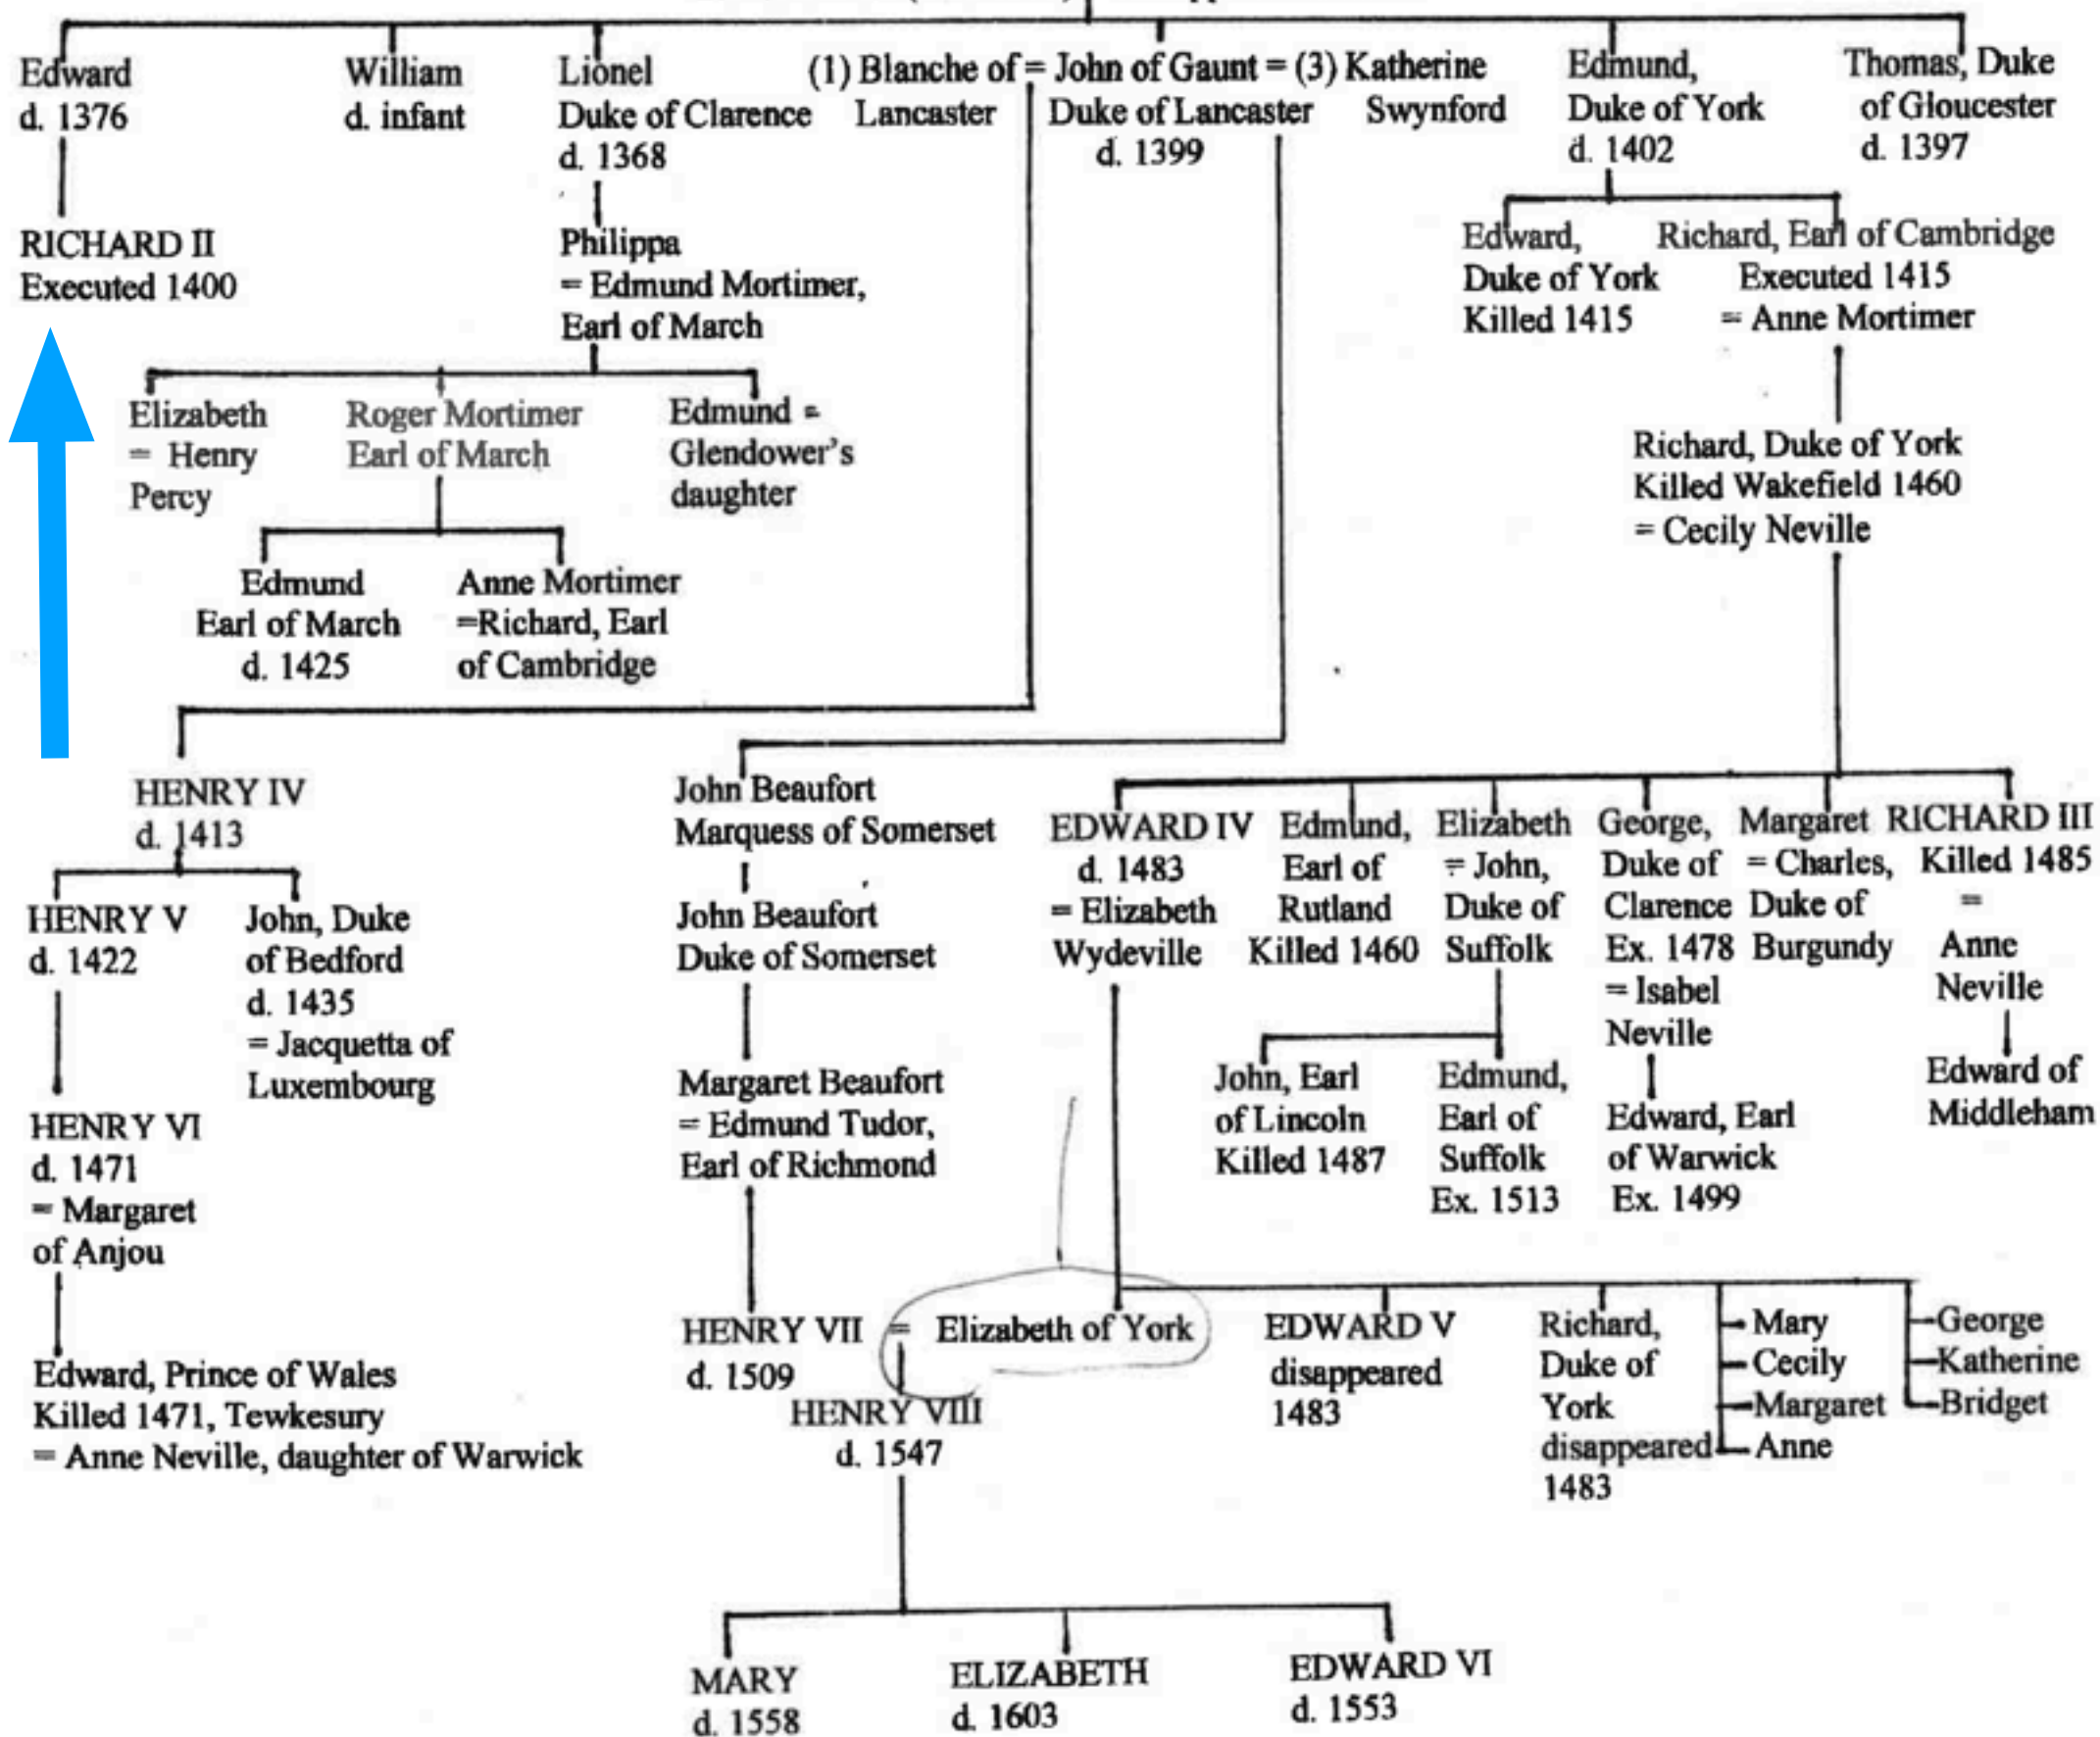 Edward
d. 1376
William
d. infant
Lionel
Duke of Clarence
d. 1368
(1) Blanche of = John of Gaunt = (3) Katherine
Lancaster Duke of Lancaster Swynford
d. 1399
Edmund,
Duke of York
d. 1402
Thomas, Duke
of Gloucester
d. 1397
RICHARD II
Executed 1400
Philippa
= Edmund Mortimer,
Earl of March
Edward,
Duke of York
Killed 1415
Richard, Earl of Cambridge
Executed 1415
= Anne Mortimer
Elizabeth
= Henry
Percy
Roger Mortimer
Earl of March
Edmund =
Glendower's
daughter
Richard, Duke of York
Killed Wakefield 1460
= Cecily Neville
Edmund
Earl of March
d. 1425
Anne Mortimer
=Richard, Earl
of Cambridge
HENRY IV
d. 1413
John Beaufort
Marquess of Somerset
EDWARD IV
d. 1483
= Elizabeth
Wydeville
Edmund,
Earl of
Rutland
Killed 1460
Elizabeth
= John,
Duke of
Suffolk
George,
Duke of
Clarence
Ex. 1478
= Isabel
Neville
Margaret
= Charles,
Duke of
Burgundy
RICHARD III
Killed 1485
=
Anne
Neville
HENRY V
d. 1422
John, Duke
of Bedford
d. 1435
= Jacquetta of
Luxembourg
John Beaufort
Duke of Somerset
HENRY VI
d. 1471
= Margaret
of Anjou
Margaret Beaufort
= Edmund Tudor,
Earl of Richmond
John, Earl
of Lincoln
Killed 1487
Edmund,
Earl of
Suffolk
Ex. 1513
Edward, Earl
of Warwick
Ex. 1499
Edward of
Middleham
Edward, Prince of Wales
Killed 1471, Tewkesury
= Anne Neville, daughter of Warwick
HENRY VII = Elizabeth of York
d. 1509
EDWARD V
disappeared
1483
Richard,
Duke of
York
disappeared
1483
Mary
Cecily
Margaret
Anne
George
Katherine
Bridget
HENRY VIII
d. 1547
MARY
d. 1558
ELIZABETH
d. 1603
EDWARD VI
d. 1553